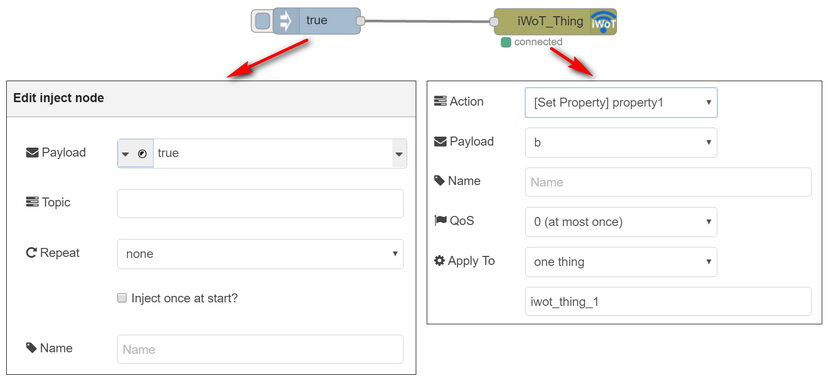 true
iWoT_Thing
iWoT
connected
Edit inject node
Payload
true
Topic
Repeat
none
Inject once at start?
Name
Name
Action
[Set Property] property1
Payload
b
Name
Name
QoS
0 (at most once)
Apply To
one thing
iwot_thing_1